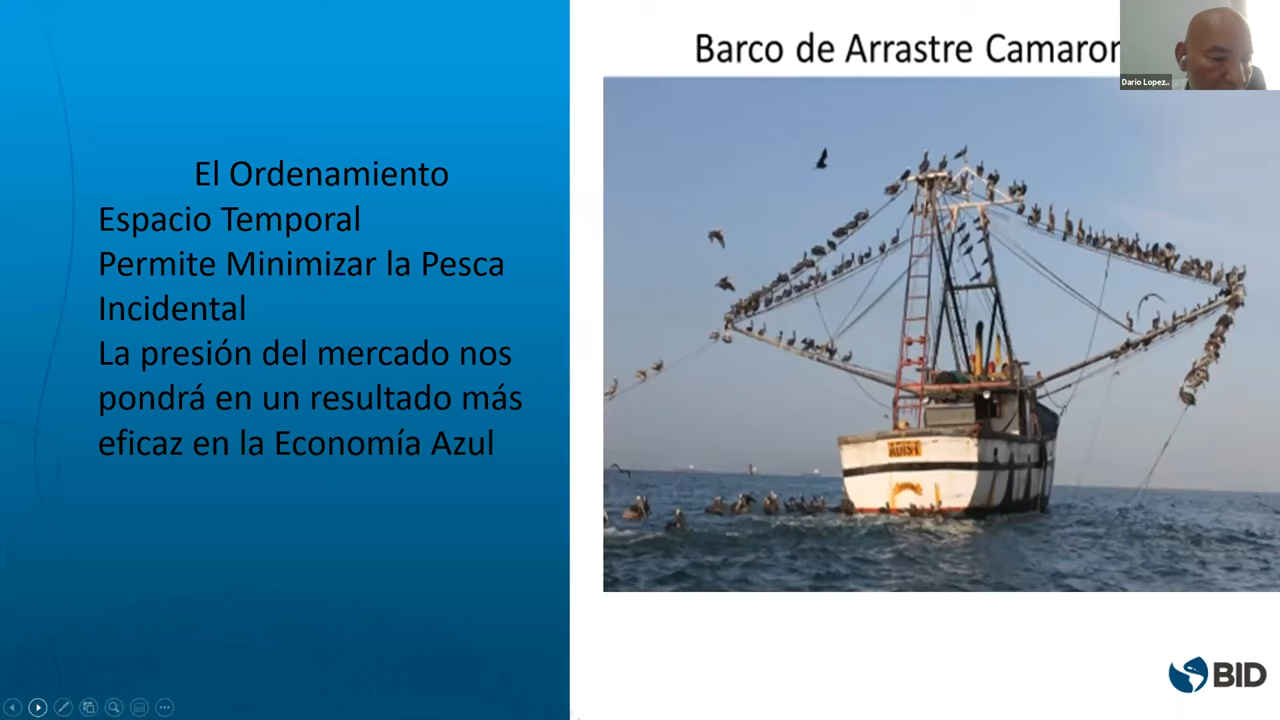 El Ordenamiento
Espacio Temporal
Permite Minimizar la Pesca
Incidental
La presión del mercado nos
pondrá en un resultado más
eficaz en la Economía Azul
Barco de Arrastre Camaron
Dario Lopez..
ADIS-I
BID